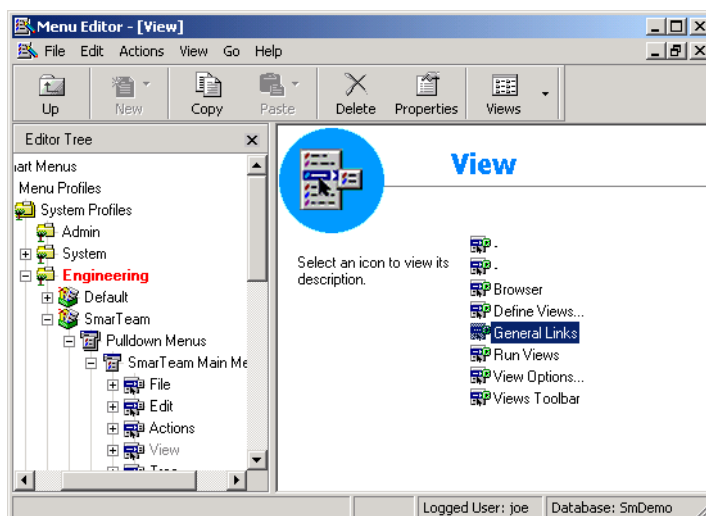 Menu Editor - [View]
File Edit Actions View Go Help
Up New Copy Paste Delete Properties Views
Editor Tree
art Menus
Menu Profiles
System Profiles
Admin
System
Engineering
Default
SmarTeam
Pulldown Menus
SmarTeam Main Me
File
Edit
Actions
View
View
Select an icon to view its
description.
-
-
Browser
Define Views...
General Links
Run Views
View Options...
Views Toolbar
Logged User: joe Database: SmDemo